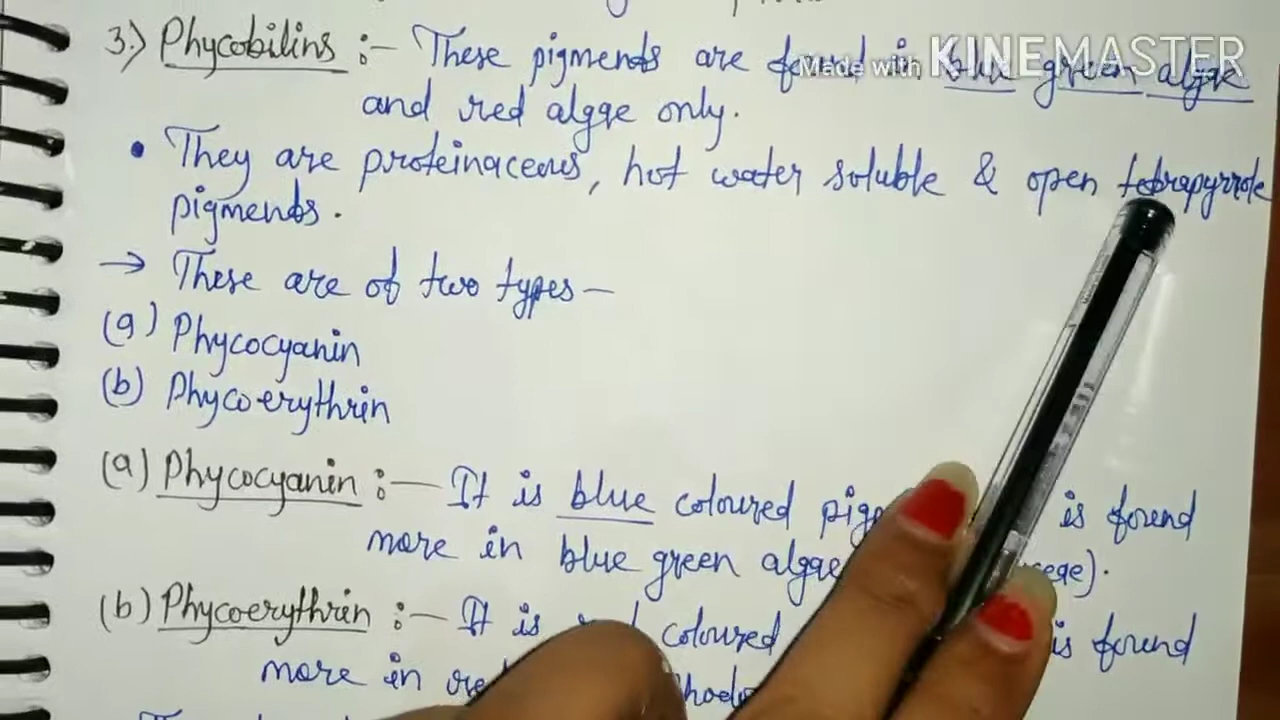 3.) Phycobilins :- These pigments are found in blue green algae
Made with KINEMASTER
and red algae only.
• They are proteinaceous, hot water soluble & open tetrapyrrole
pigments.
→ These are of two types —
(a) Phycocyanin
(b) Phycoerythrin
(a) Phycocyanin :— It is blue coloured is found
more in blue green algae
(b) Phycoerythrin :— It is coloured is found
more in